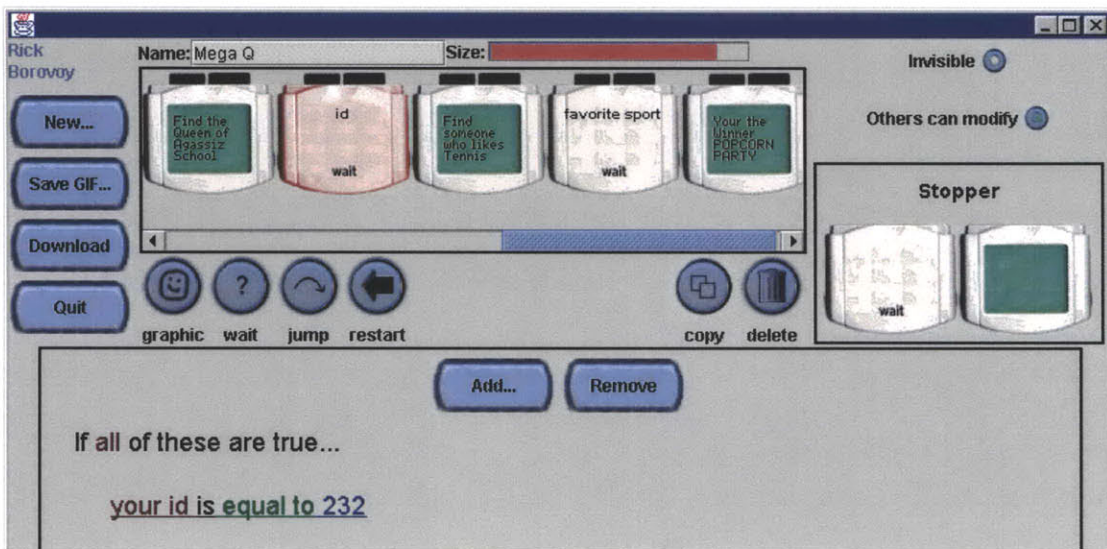 Rick
Borovoy
Name: Mega Q
Size:
Invisible
Others can modify
New...
Save GIF...
Download
Quit
Find the
Queen of
Agassiz
School
id
wait
Find
someone
who likes
Tennis
favorite sport
wait
Your the
Winner
POPCORN
PARTY
Stopper
wait
?
graphic wait jump restart
copy delete
Add... Remove
If all of these are true...
your id is equal to 232